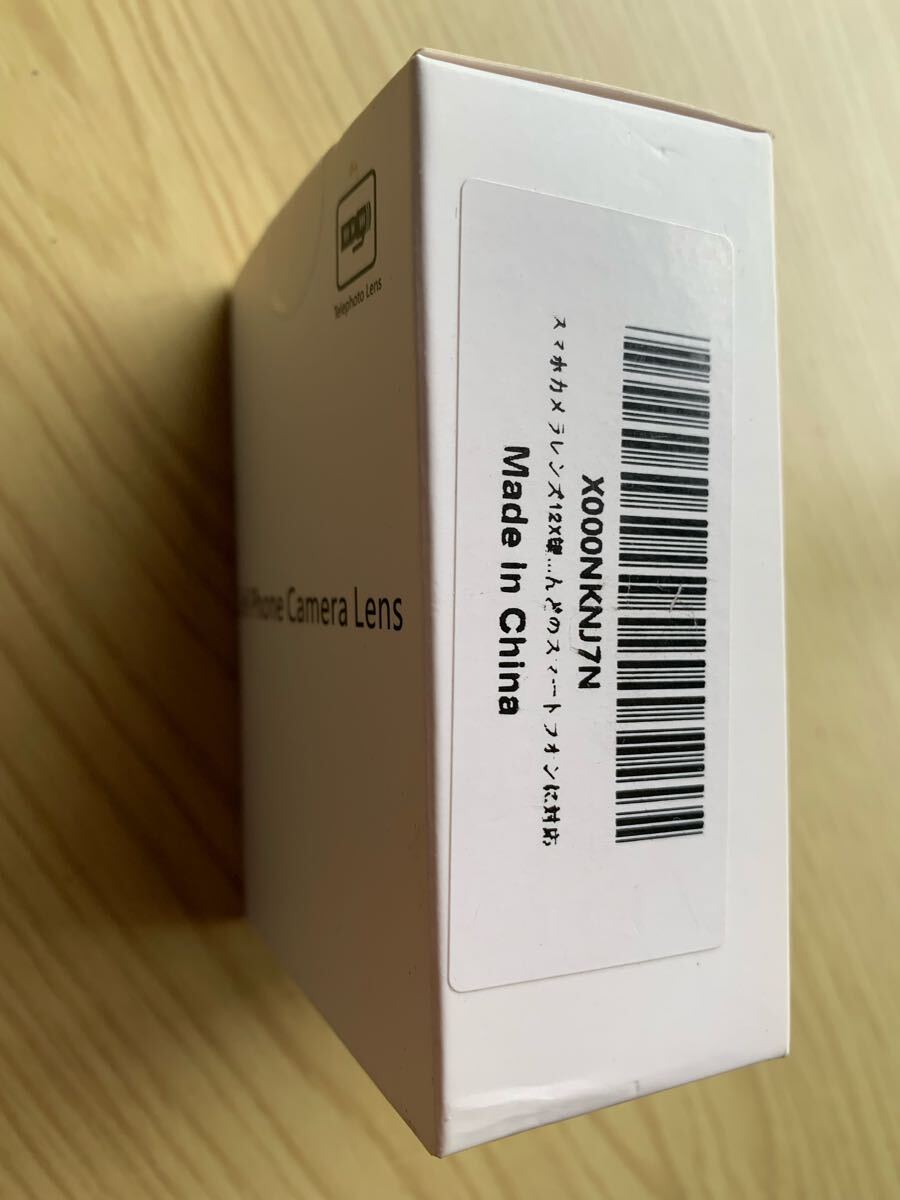 Telephoto Lens
Phone Camera Lens
X000NKNJ7N
スマホカメラレンズ12X望...んどのスマートフォンに対応
Made in China